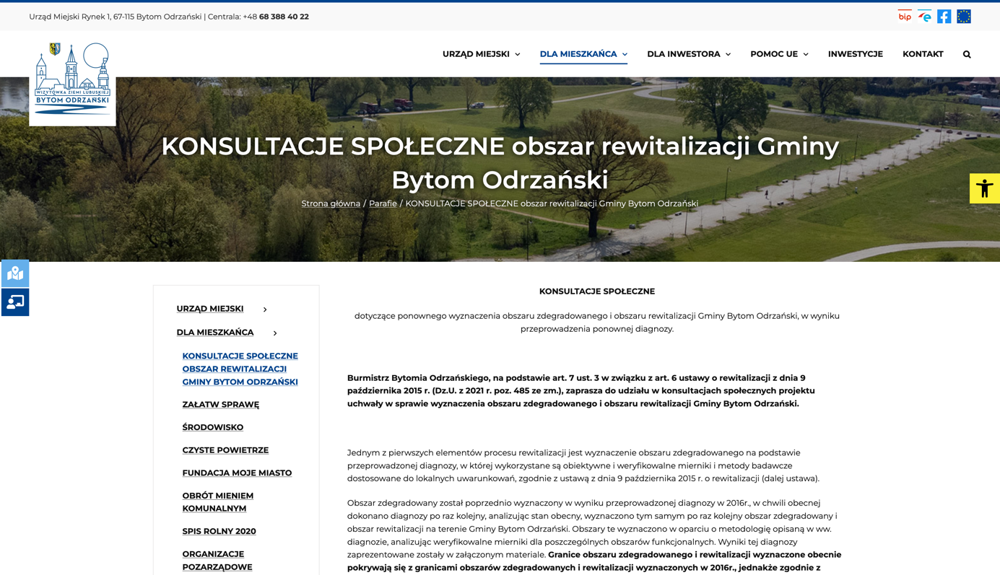 Urząd Miejski Rynek 1, 67-115 Bytom Odrzański | Centrala: +48 68 388 40 22
bip
WIZYTÓWKA ZIEMI LUBUSKIEJ
BYTOM ODRZAŃSKI
URZĄD MIEJSKI DLA MIESZKAŃCA DLA INWESTORA POMOC UE INWESTYCJE KONTAKT
KONSULTACJE SPOŁECZNE obszar rewitalizacji Gminy
Bytom Odrzański
Strona główna / Parafie / KONSULTACJE SPOŁECZNE obszar rewitalizacji Gminy Bytom Odrzański
URZĄD MIEJSKI
DLA MIESZKAŃCA
KONSULTACJE SPOŁECZNE
OBSZAR REWITALIZACJI
GMINY BYTOM ODRZAŃSKI
ZAŁATW SPRAWĘ
ŚRODOWISKO
CZYSTE POWIETRZE
FUNDACJA MOJE MIASTO
OBRÓT MIENIEM
KOMUNALNYM
SPIS ROLNY 2020
ORGANIZACJE
POZARZĄDOWE
KONSULTACJE SPOŁECZNE
dotyczące ponownego wyznaczenia obszaru zdegradowanego i obszaru rewitalizacji Gminy Bytom Odrzański, w wyniku
przeprowadzenia ponownej diagnozy.
Burmistrz Bytomia Odrzańskiego, na podstawie art. 7 ust. 3 w związku z art. 6 ustawy o rewitalizacji z dnia 9
października 2015 r. (Dz.U. z 2021 r. poz. 485 ze zm.), zaprasza do udziału w konsultacjach społecznych projektu
uchwały w sprawie wyznaczenia obszaru zdegradowanego i obszaru rewitalizacji Gminy Bytom Odrzański.
Jednym z pierwszych elementów procesu rewitalizacji jest wyznaczenie obszaru zdegradowanego na podstawie
przeprowadzonej diagnozy, w której wykorzystane są obiektywne i weryfikowalne mierniki i metody badawcze
dostosowane do lokalnych uwarunkowań, zgodnie z ustawą z dnia 9 października 2015 r. o rewitalizacji (dalej ustawa).
Obszar zdegradowany został poprzednio wyznaczony w wyniku przeprowadzonej diagnozy w 2016r., w chwili obecnej
dokonano diagnozy po raz kolejny, analizując stan obecny, wyznaczono tym samym po raz kolejny obszar zdegradowany i
obszar rewitalizacji na terenie Gminy Bytom Odrzański. Obszary te wyznaczono w oparciu o metodologię opisaną w ww.
diagnozie, analizując weryfikowalne mierniki dla poszczególnych obszarów funkcjonalnych. Wyniki tej diagnozy
zaprezentowane zostały w załączonym materiale. Granice obszaru zdegradowanego i rewitalizacji wyznaczone obecnie
pokrywają się z granicami obszarów zdegradowanych i rewitalizacji wyznaczonych w 2016r., jednakże zgodnie z